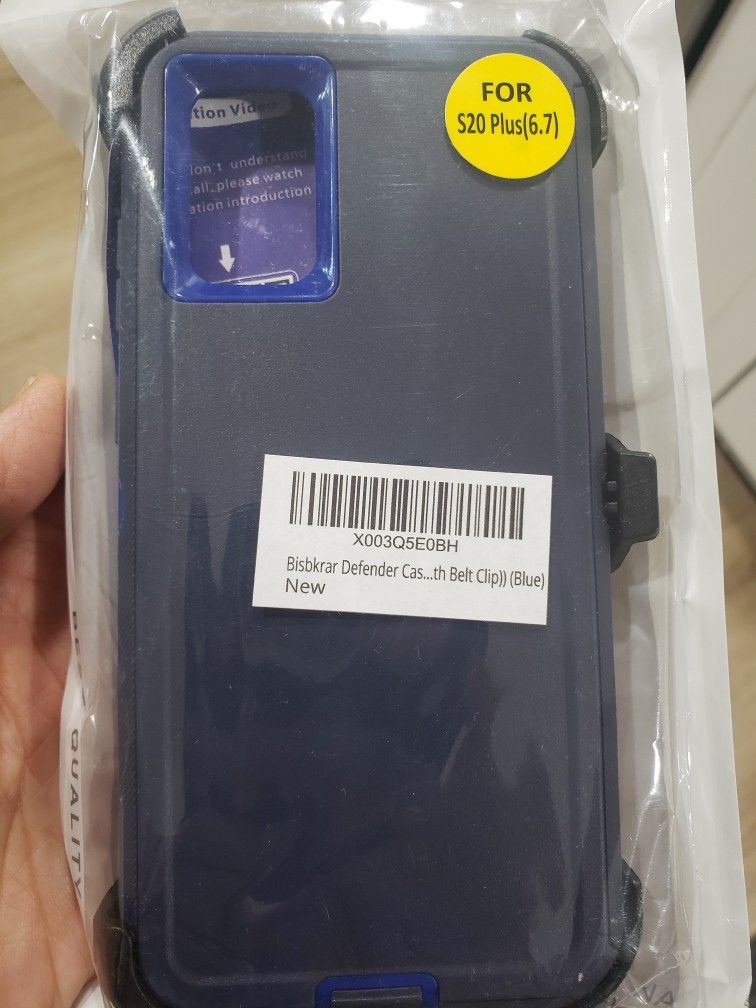 FOR
S20 Plus(6.7)
tion Video
on't understand
all, please watch
ation introduction
X003Q5E0BH
Bisbkrar Defender Cas...th Belt Clip)) (Blue)
New
QUALITY